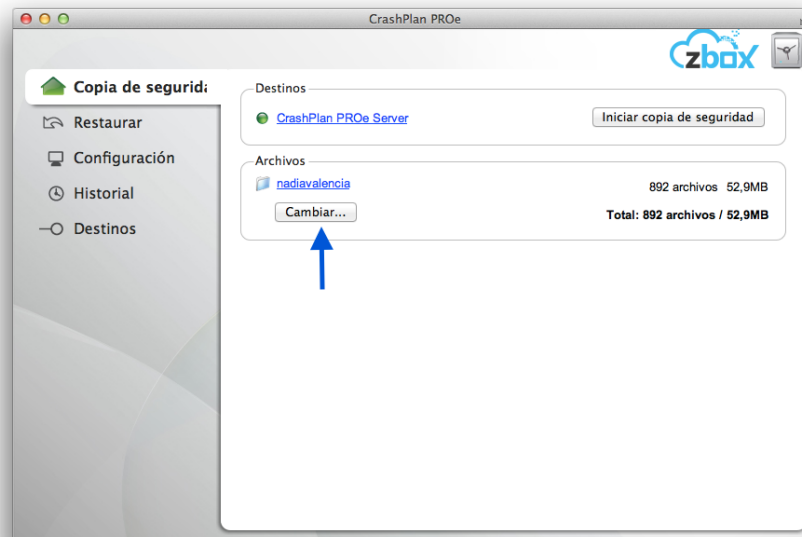 CrashPlan PROe
zbox
Copia de segurida
Restaurar
Configuración
Historial
Destinos
Destinos
CrashPlan PROe Server
Iniciar copia de seguridad
Archivos
nadiavalencia
892 archivos 52,9MB
Cambiar...
Total: 892 archivos / 52,9MB